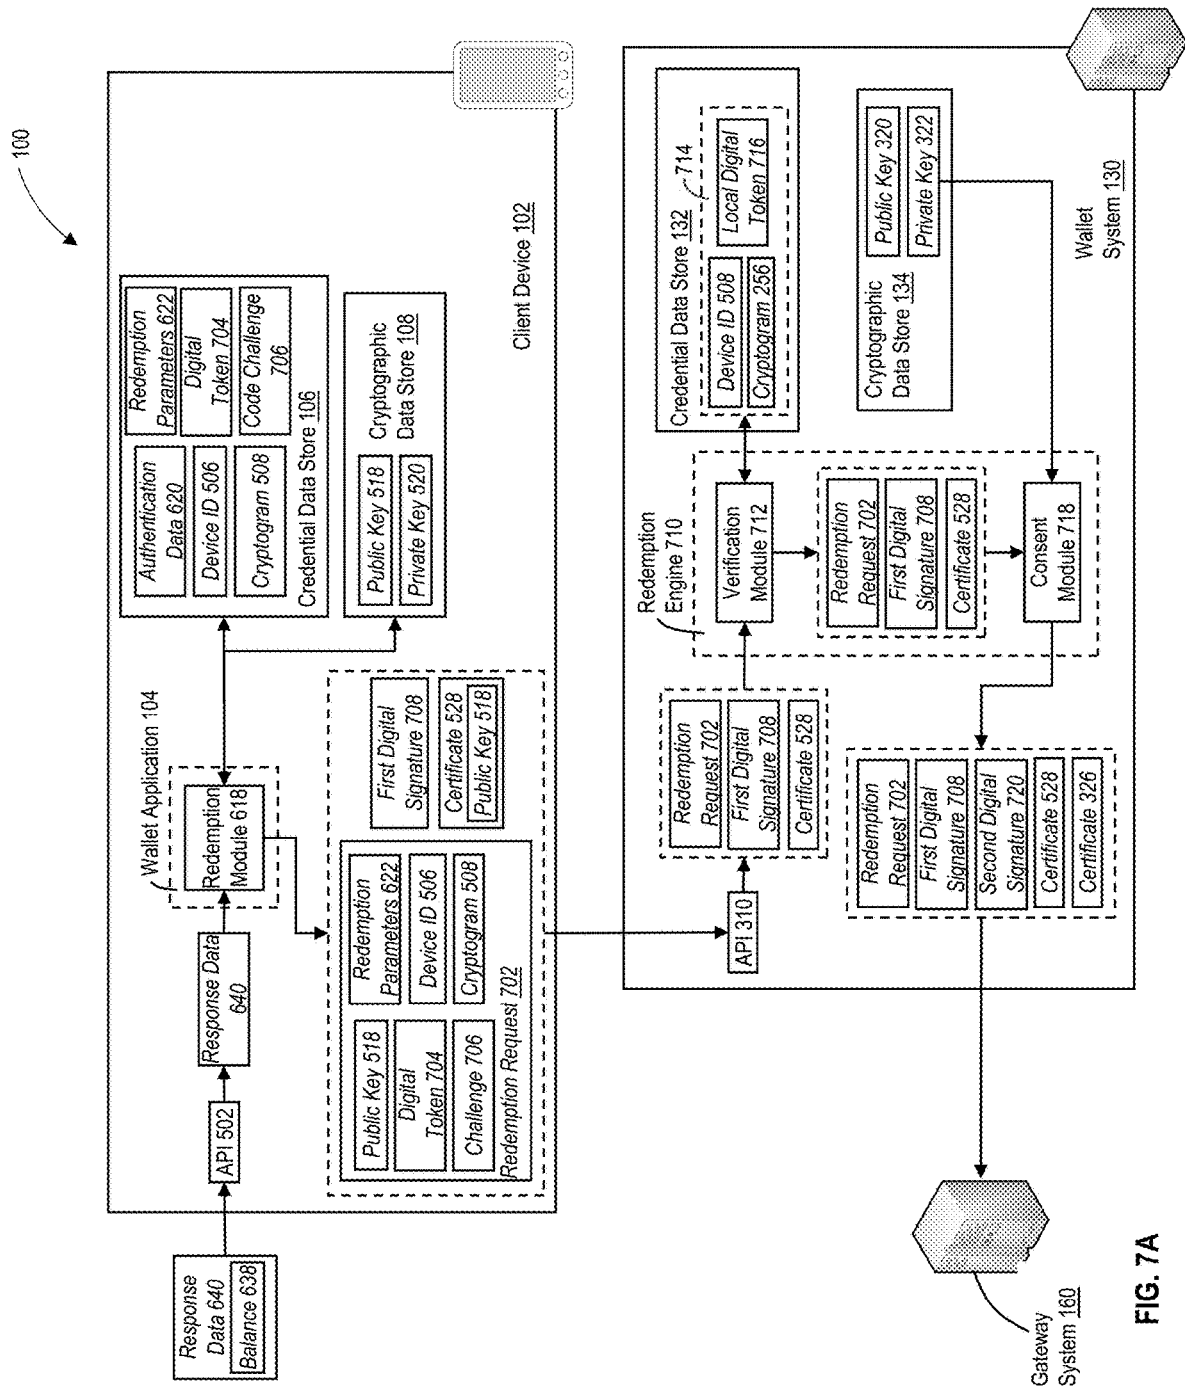 100
Response
Data 640
Balance 638
API 502
Response Data
640
Wallet Application 104
Redemption
Module 618
Authentication
Data 620
Device ID 506
Cryptogram 508
Redemption
Parameters 622
Digital
Token 704
Code Challenge
706
Credential Data Store 106
Public Key 518
Private Key 520
Cryptographic
Data Store 108
Public Key 518
Digital
Token 704
Challenge 706
Redemption
Parameters 622
Device ID 506
Cryptogram 508
Redemption Request 702
First Digital
Signature 708
Certificate 528
Public Key 518
Client Device 102
API 310
Redemption
Request 702
First Digital
Signature 708
Certificate 528
Redemption
Engine 710
Verification
Module 712
Credential Data
Store 132
714
Device ID 508
Cryptogram 256
Local Digital
Token 716
Redemption
Request 702
First Digital
Signature 708
Certificate 528
Consent
Module 718
Cryptographic
Data Store 134
Public Key 320
Private Key 322
Redemption
Request 702
First Digital
Signature 708
Second Digital
Signature 720
Certificate 528
Certificate 326
Wallet
System 130
Gateway
System 160
FIG. 7A